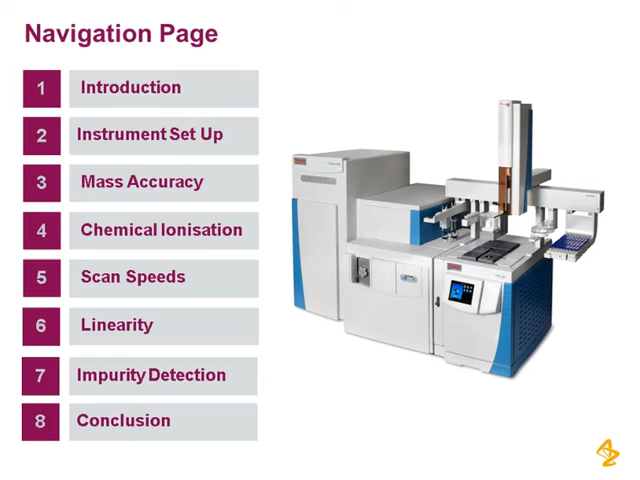 Navigation Page
1 Introduction
2 Instrument Set Up
3 Mass Accuracy
4 Chemical Ionisation
5 Scan Speeds
6 Linearity
7 Impurity Detection
8 Conclusion